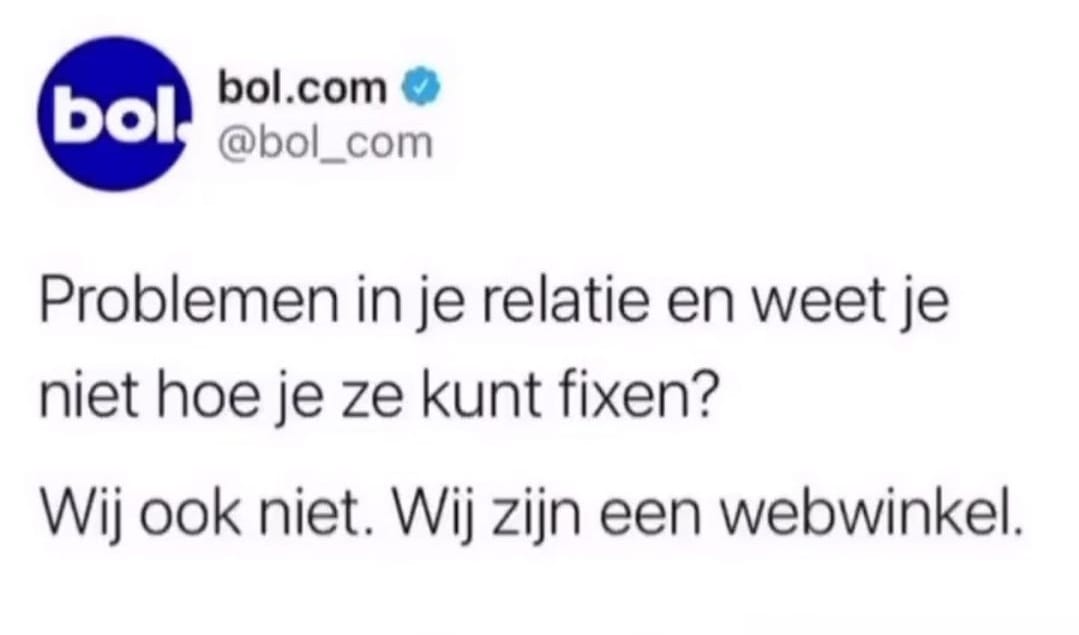 bol.
bol.com
@bol_com
Problemen in je relatie en weet je
niet hoe je ze kunt fixen?
Wij ook niet. Wij zijn een webwinkel.